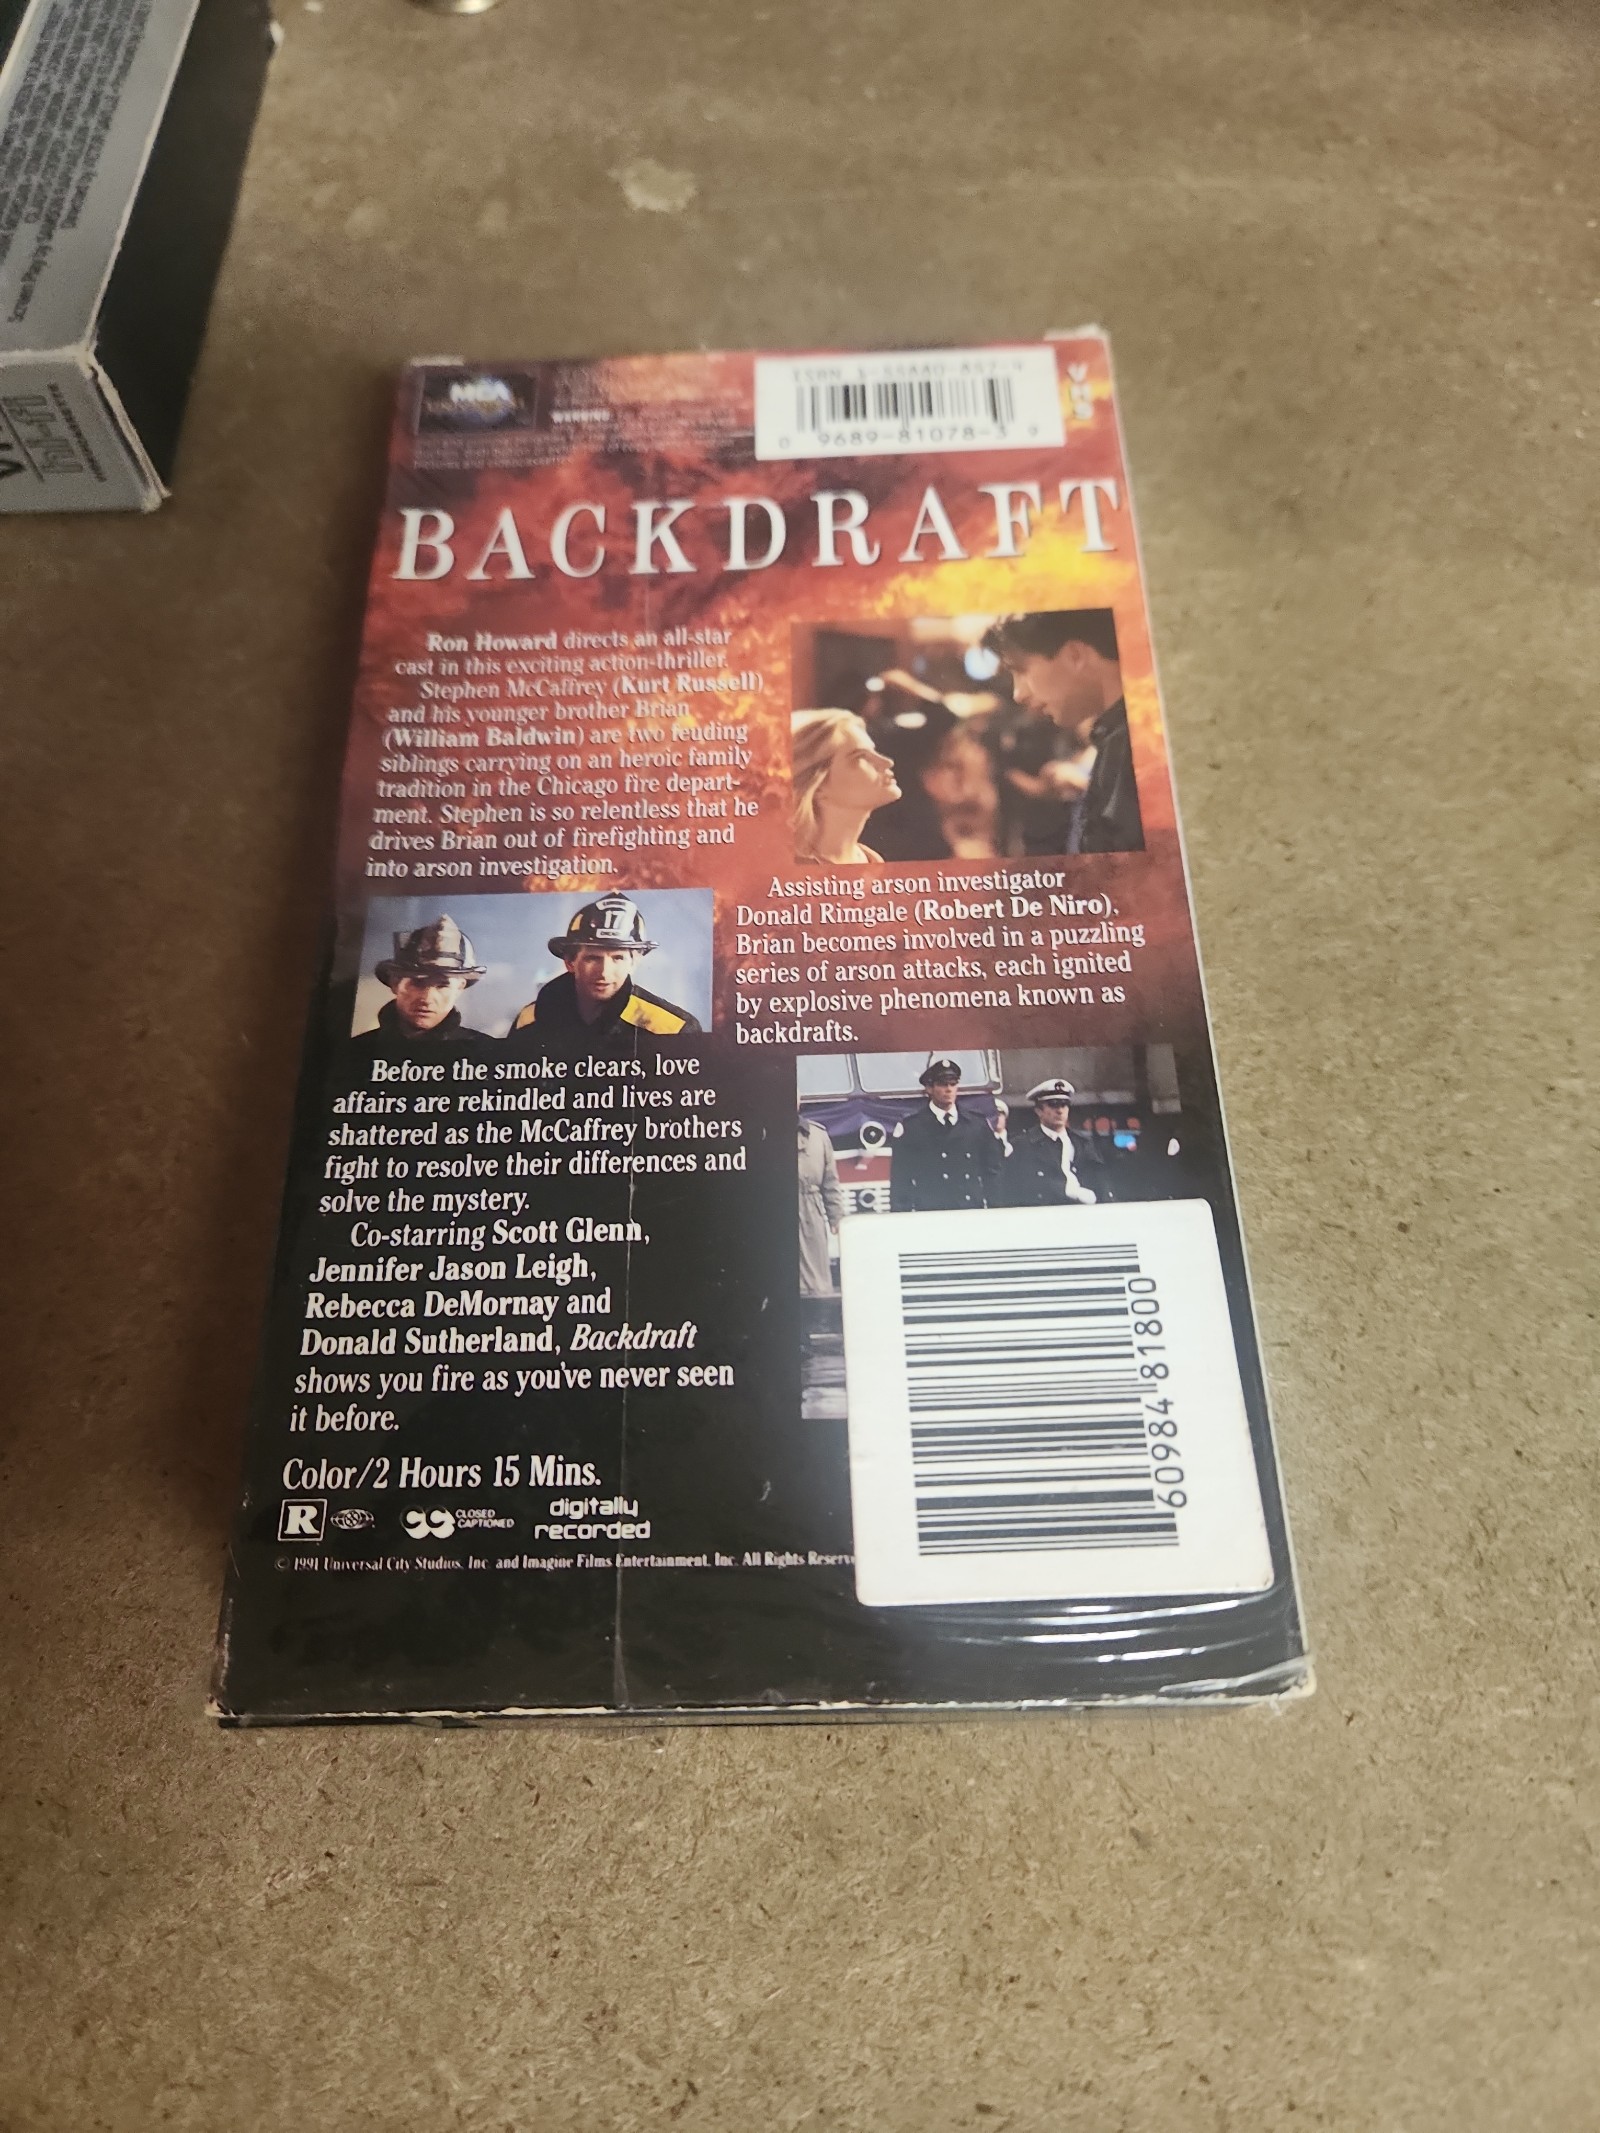 MCA
WARNING:
ISBN 1-55880-857-9
0 9689-81078-3 9
VHS
BACKDRAFT
Ron Howard directs an all-star
cast in this exciting action-thriller.
Stephen McCaffrey (Kurt Russell)
and his younger brother Brian
(William Baldwin) are two feuding
siblings carrying on an heroic family
tradition in the Chicago fire depart-
ment. Stephen is so relentless that he
drives Brian out of firefighting and
into arson investigation.
17
Assisting arson investigator
Donald Rimgale (Robert De Niro),
Brian becomes involved in a puzzling
series of arson attacks, each ignited
by explosive phenomena known as
backdrafts.
Before the smoke clears, love
affairs are rekindled and lives are
shattered as the McCaffrey brothers
fight to resolve their differences and
solve the mystery.
Co-starring Scott Glenn,
Jennifer Jason Leigh,
Rebecca DeMornay and
Donald Sutherland, Backdraft
shows you fire as you've never seen
it before.
Color/2 Hours 15 Mins.
R
CLOSED
CAPTIONED
digitally
recorded
© 1991 Universal City Studios, Inc. and Imagine Films Entertainment, Inc. All Rights Reserv
60984 81800
Screen Play by